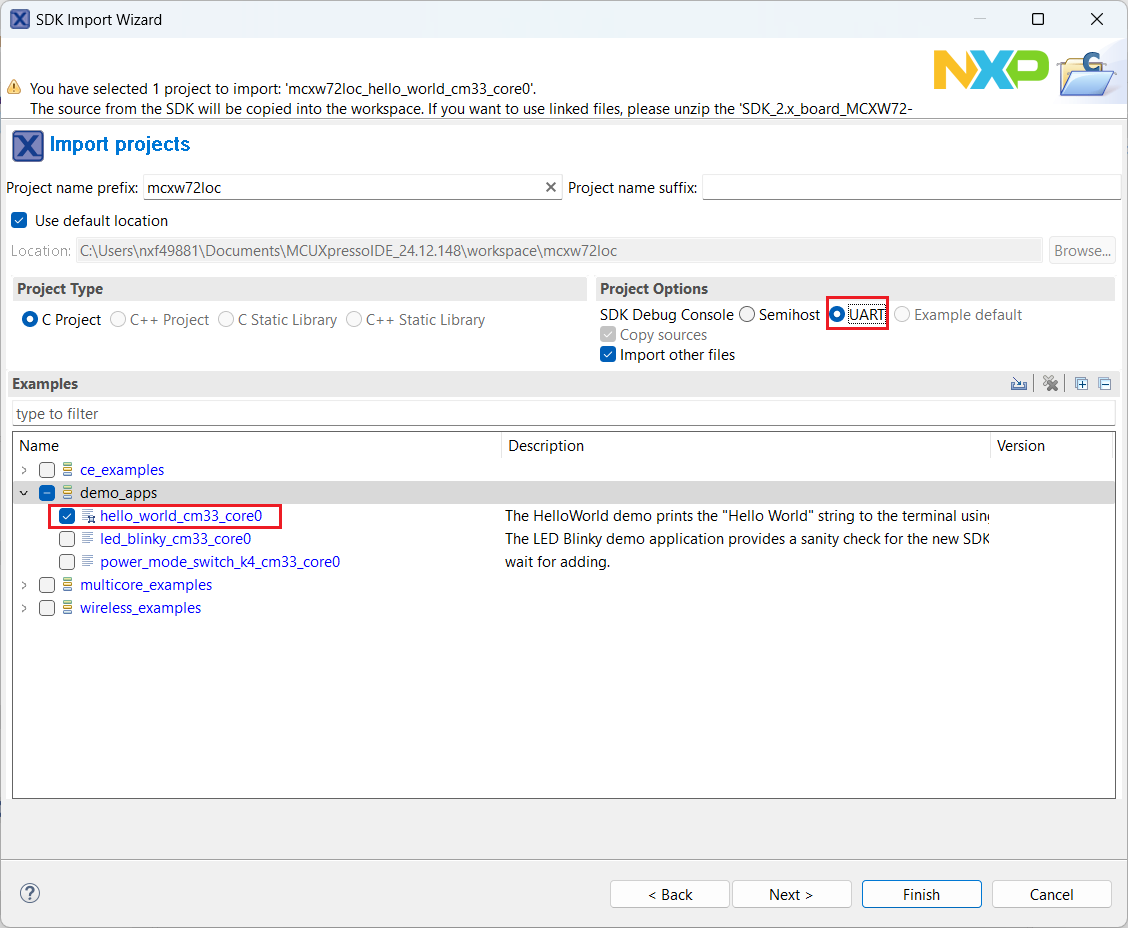 SDK Import Wizard
NXP
You have selected 1 project to import: 'mcxw72loc_hello_world_cm33_core0'.
The source from the SDK will be copied into the workspace. If you want to use linked files, please unzip the 'SDK_2.x_board_MCXW72-
Import projects
Project name prefix: mcxw72loc Project name suffix:
Use default location
Location: C:\Users\nxf49881\Documents\MCUXpressoIDE_24.12.148\workspace\mcxw72loc Browse...
Project Type Project Options
C Project C++ Project C Static Library C++ Static Library SDK Debug Console Semihost UART Example default
Copy sources
Import other files
Examples
type to filter
Name Description Version
ce_examples
demo_apps
hello_world_cm33_core0 The HelloWorld demo prints the "Hello World" string to the terminal using
led_blinky_cm33_core0 The LED Blinky demo application provides a sanity check for the new SDK
power_mode_switch_k4_cm33_core0 wait for adding.
multicore_examples
wireless_examples
? < Back Next > Finish Cancel